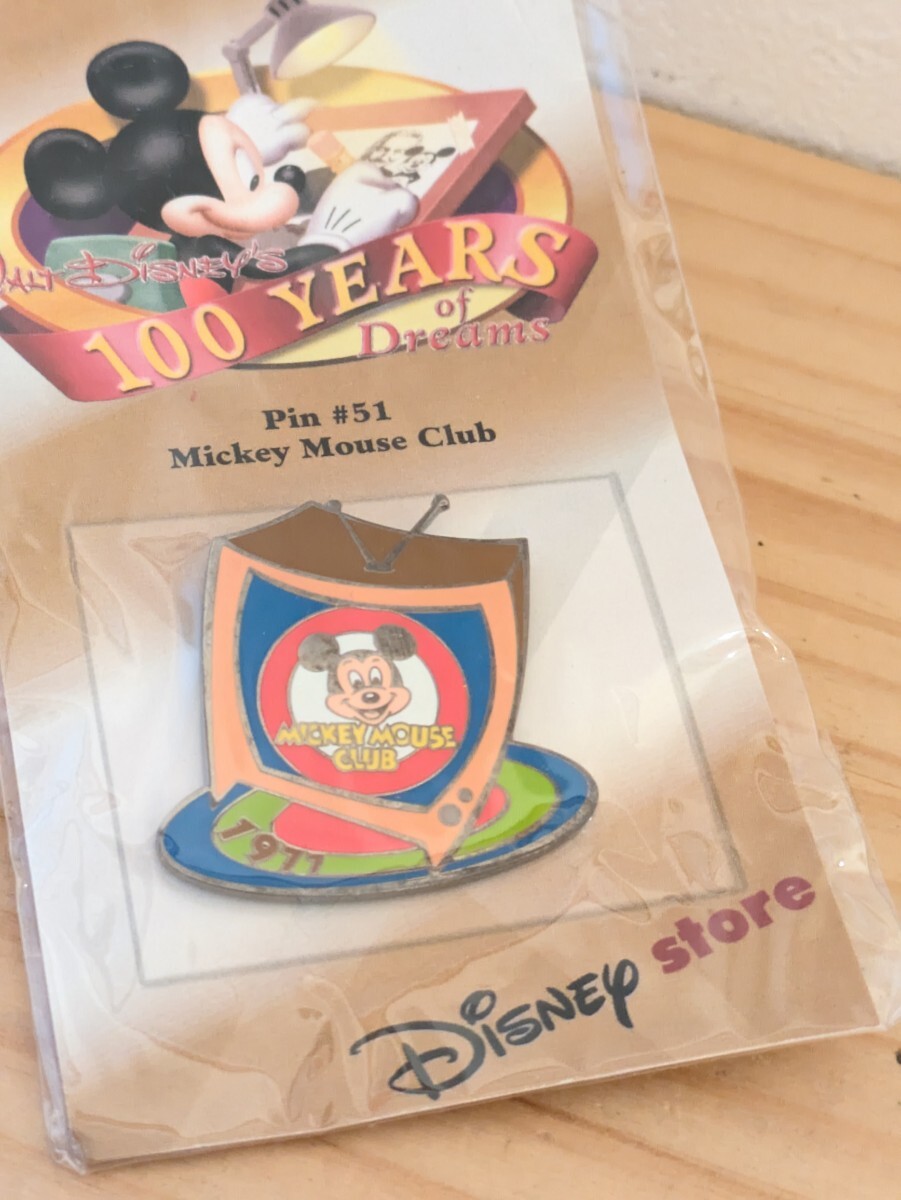 WALT DISNEY'S
100 YEARS
of
Dreams
Pin #51
Mickey Mouse Club
MICKEY MOUSE
CLUB
1977
DISNEY store